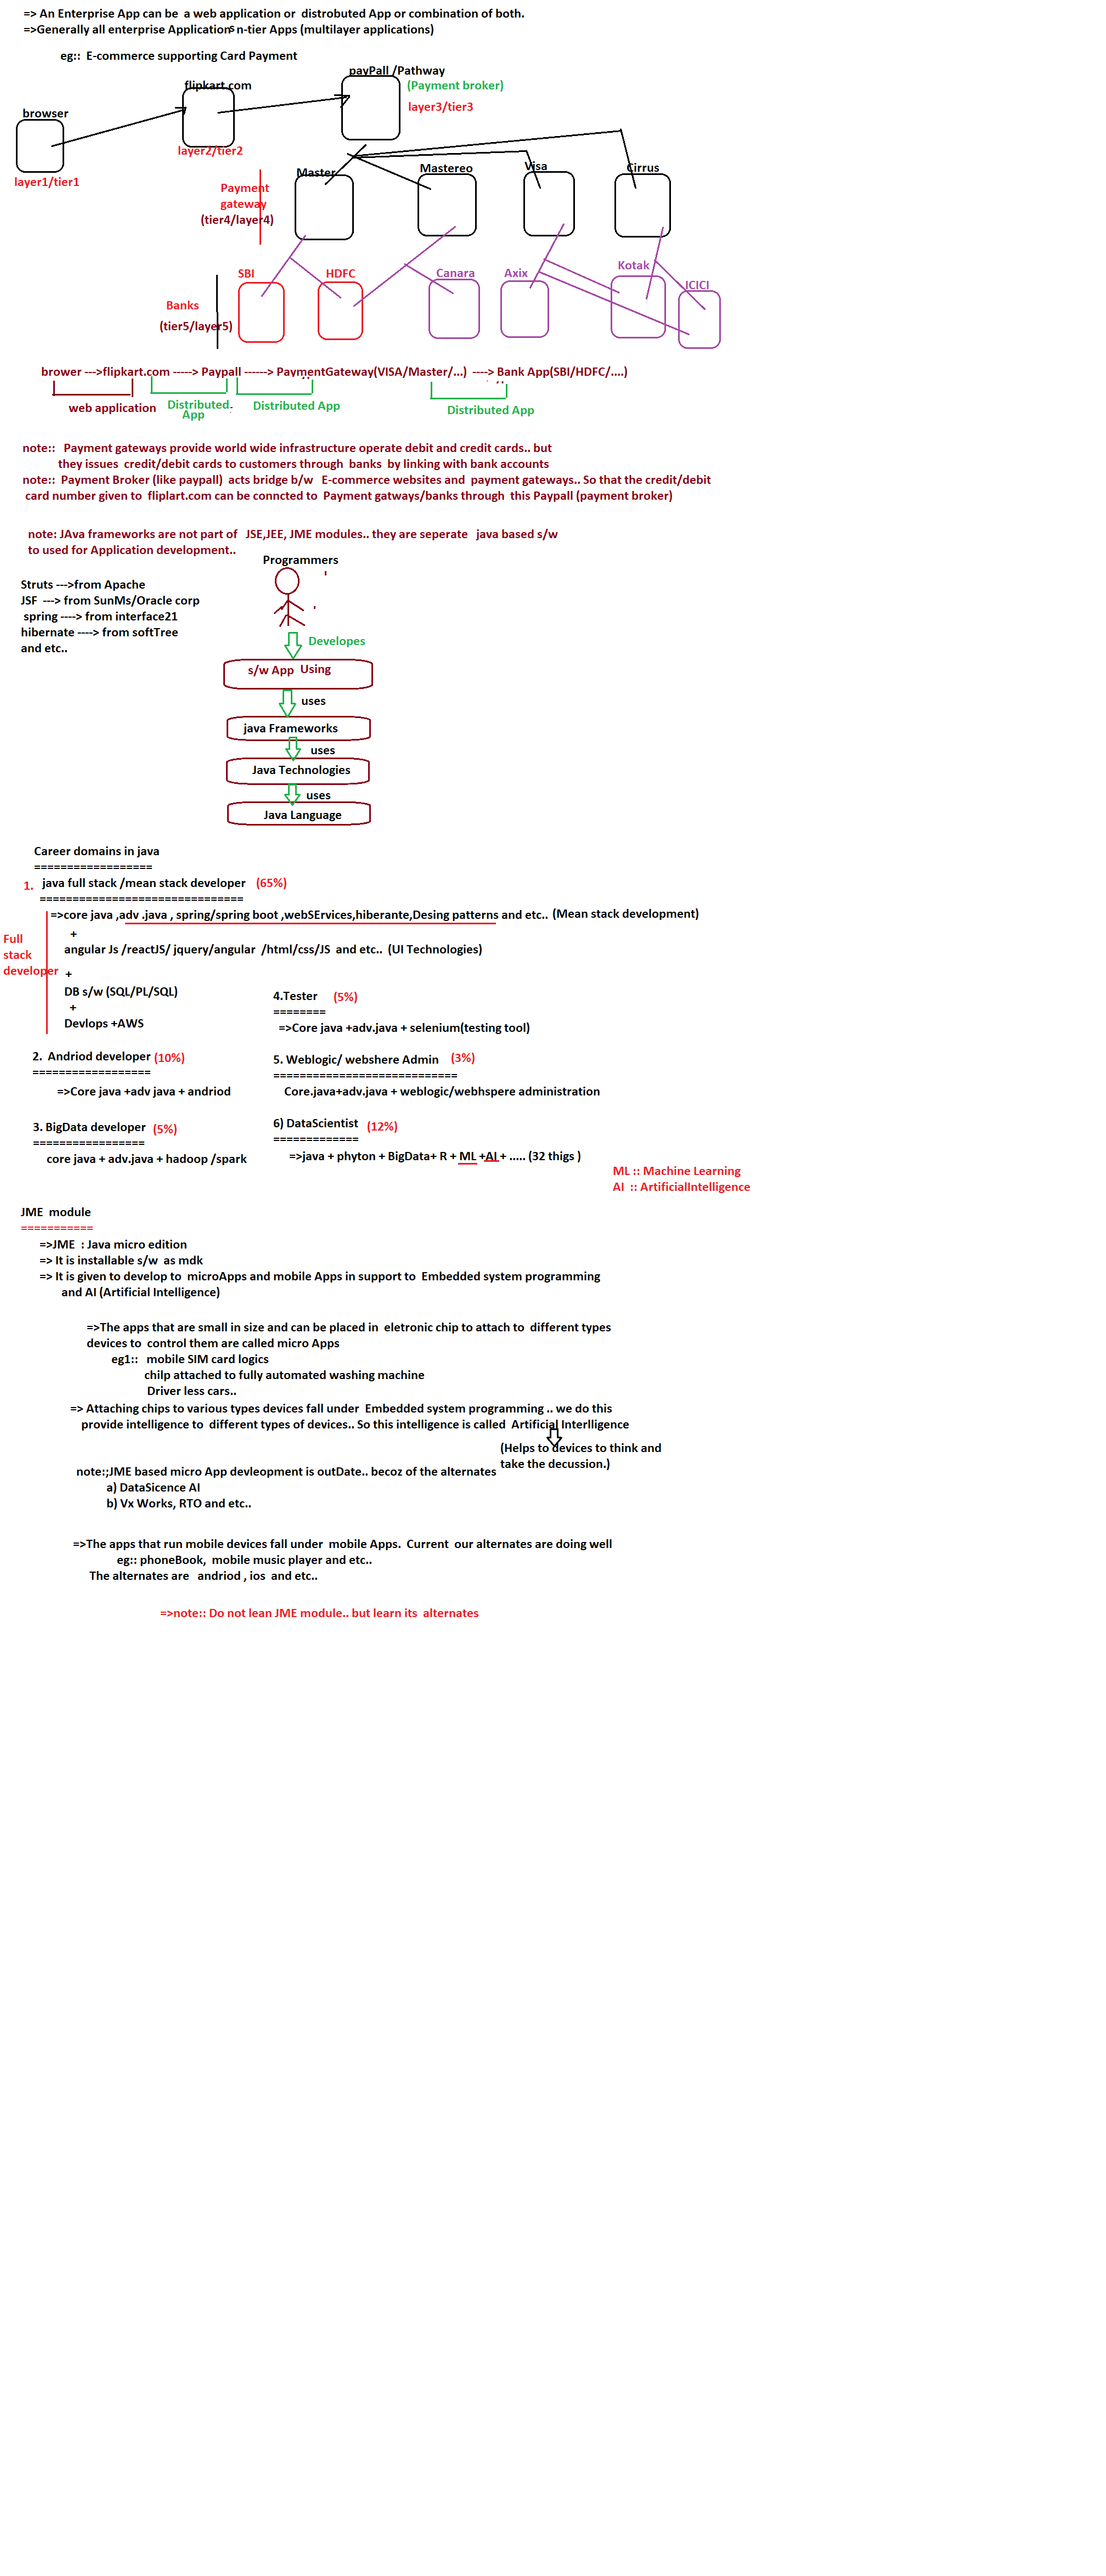 => An Enterprise App can be  a web application or  distrobuted App or combination of both.
=>Generally all enterprise Applications n-tier Apps (multilayer applications)
eg::  E-commerce supporting Card Payment
payPall /Pathway
(Payment broker)
layer3/tier3
flipkart.com
layer2/tier2
browser
layer1/tier1
Master
Mastereo
Visa
Cirrus
Payment
gateway
(tier4/layer4)
SBI
HDFC
Canara
Axix
Kotak
ICICI
Banks
(tier5/layer5)
brower --->flipkart.com -----> Paypall ------> PaymentGateway(VISA/Master/...)  ----> Bank App(SBI/HDFC/....)
web application
Distributed
App
Distributed App
Distributed App
note::   Payment gateways provide world wide infrastructure operate debit and credit cards.. but
they issues  credit/debit cards to customers through  banks  by linking with bank accounts
note::  Payment Broker (like paypall)  acts bridge b/w   E-commerce websites and  payment gateways.. So that the credit/debit
card number given to  fliplart.com can be conncted to  Payment gatways/banks through  this Paypall (payment broker)
note: JAva frameworks are not part of   JSE,JEE, JME modules.. they are seperate   java based s/w
to used for Application development..
Programmers
Struts --->from Apache
JSF  ---> from SunMs/Oracle corp
spring ----> from interface21
hibernate ----> from softTree
and etc..
Developes
s/w App  Using
uses
java Frameworks
uses
Java Technologies
uses
Java Language
Career domains in java
==================
1.  java full stack /mean stack developer  (65%)
===============================
=>core java ,adv .java , spring/spring boot ,webSErvices,hiberante,Desing patterns and etc.. (Mean stack development)
+
angular Js /reactJS/ jquery/angular  /html/css/JS  and etc..  (UI Technologies)
Full
stack
developer
+
DB s/w (SQL/PL/SQL)
+
Devlops +AWS
4.Tester  (5%)
========
=>Core java +adv.java + selenium(testing tool)
2.  Andriod developer (10%)
==================
=>Core java +adv java + andriod
5. Weblogic/ webshere Admin  (3%)
============================
Core.java+adv.java + weblogic/webhspere administration
3. BigData developer  (5%)
=================
core java + adv.java + hadoop /spark
6) DataScientist  (12%)
=============
=>java + phyton + BigData+ R + ML +AI + ..... (32 thigs )
ML :: Machine Learning
AI  :: ArtificialIntelligence
JME  module
===========
=>JME  : Java micro edition
=> It is installable s/w  as mdk
=> It is given to develop to  microApps and mobile Apps in support to  Embedded system programming
and AI (Artificial Intelligence)
=>The apps that are small in size and can be placed in  eletronic chip to attach to  different types
devices to  control them are called micro Apps
eg1::   mobile SIM card logics
chilp attached to fully automated washing machine
Driver less cars..
=> Attaching chips to various types devices fall under  Embedded system programming .. we do this
provide intelligence to  different types of devices.. So this intelligence is called  Artificial Interlligence
(Helps to devices to think and
take the decussion.)
note:;JME based micro App devleopment is outDate.. becoz of the alternates
a) DataSicence AI
b) Vx Works, RTO and etc..
=>The apps that run mobile devices fall under  mobile Apps.  Current  our alternates are doing well
eg:: phoneBook,  mobile music player and etc..
The alternates are   andriod , ios  and etc..
=>note:: Do not lean JME module.. but learn its  alternates